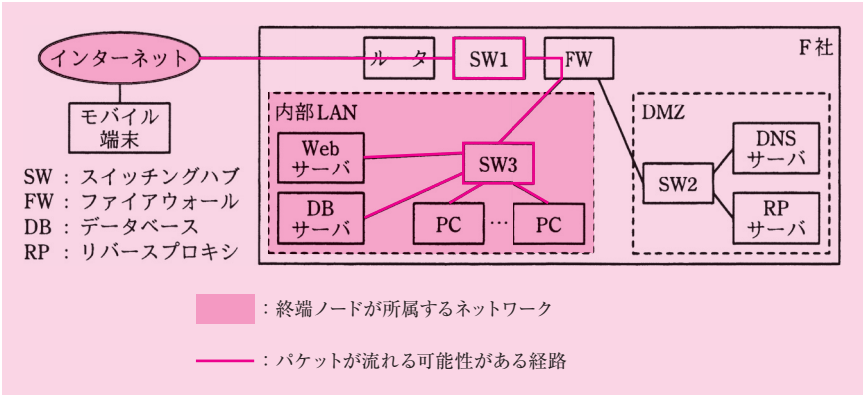 F社
インターネット
ルータ
SW1
FW
モバイル
端末
内部LAN
Web
サーバ
SW3
DB
サーバ
PC
…
PC
DMZ
DNS
サーバ
SW2
RP
サーバ
SW : スイッチングハブ
FW : ファイアウォール
DB : データベース
RP : リバースプロキシ
：終端ノードが所属するネットワーク
：パケットが流れる可能性がある経路